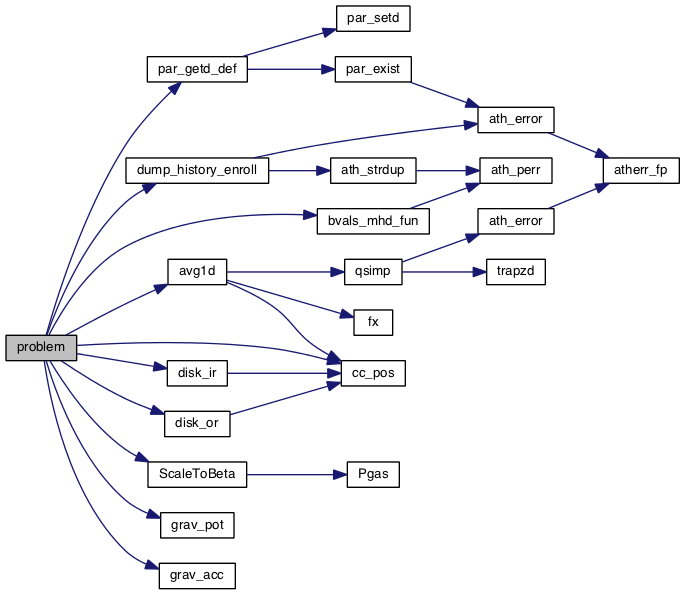 par_setd
par_getd_def
par_exist
ath_error
dump_history_enroll
ath_strdup
ath_perr
atherr_fp
bvals_mhd_fun
ath_error
avg1d
qsimp
trapzd
fx
problem
disk_ir
cc_pos
disk_or
ScaleToBeta
Pgas
grav_pot
grav_acc